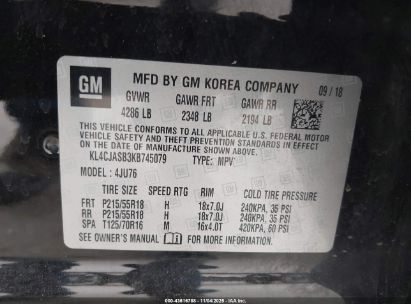 GM
MFD BY GM KOREA COMPANY
09 / 18
GVWR GAWR FRT GAWR RR
4286 LB 2348 LB 2194 LB
THIS VEHICLE CONFORMS TO ALL APPLICABLE U.S. FEDERAL MOTOR
VEHICLE SAFETY AND THEFT PREVENTION STANDARDS IN EFFECT
ON THE DATE OF MANUFACTURE SHOWN ABOVE.
KL4CJASB3KB745079 TYPE: MPV
MODEL : 4JU76
TIRE SIZE SPEED RTG RIM COLD TIRE PRESSURE
FRT P215/55R18 H 18x7.0J 240KPA, 35 PSI
RR P215/55R18 H 18x7.0J 240KPA, 35 PSI
SPA T125/70R16 M 16x4.0T 420KPA, 60 PSI
SEE OWNER'S MANUAL FOR MORE INFORMATION